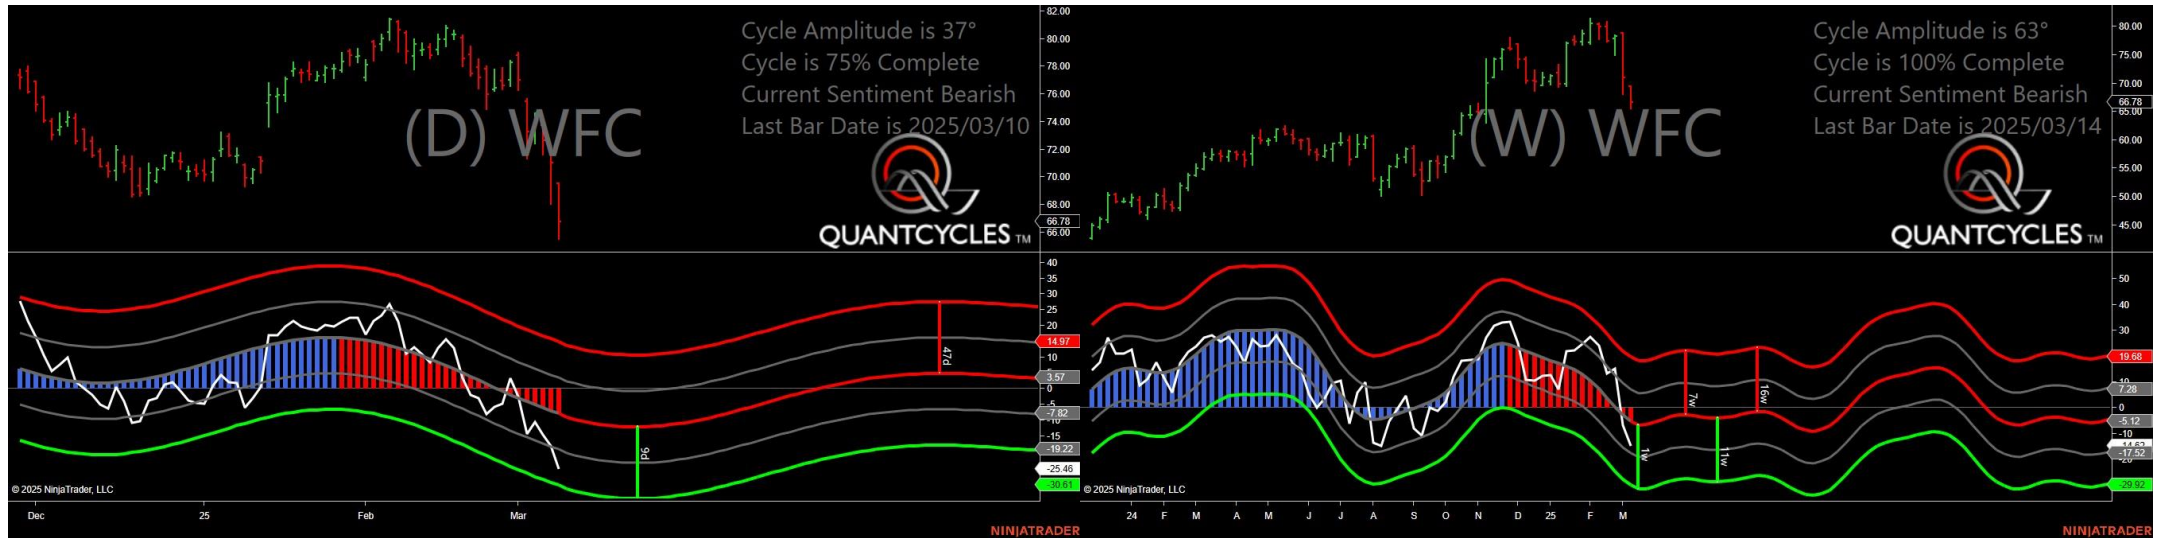 Cycle Amplitude is 37°
Cycle is 75% Complete
Current Sentiment Bearish
Last Bar Date is 2025/03/10
(D) WFC
QUANTCYCLES TM
82.00
80.00
78.00
76.00
74.00
72.00
70.00
68.00
66.78
66.00
40
35
30
25
20
14.97
10
3.57
0
-5
-7.82
-10
-15
-19.22
-25.46
-30.61
47d
9d
© 2025 NinjaTrader, LLC
Dec 25 Feb Mar
NINJATRADER
Cycle Amplitude is 63°
Cycle is 100% Complete
Current Sentiment Bearish
Last Bar Date is 2025/03/14
(W) WFC
QUANTCYCLES TM
80.00
75.00
70.00
66.78
65.00
60.00
55.00
50.00
45.00
50
40
30
19.68
10
7.28
0
-5.12
-10
-14.62
-17.52
-29.92
7w
16w
1w
11w
© 2025 NinjaTrader, LLC
24 F M A M J J A S O N D 25 F M
NINJATRADER